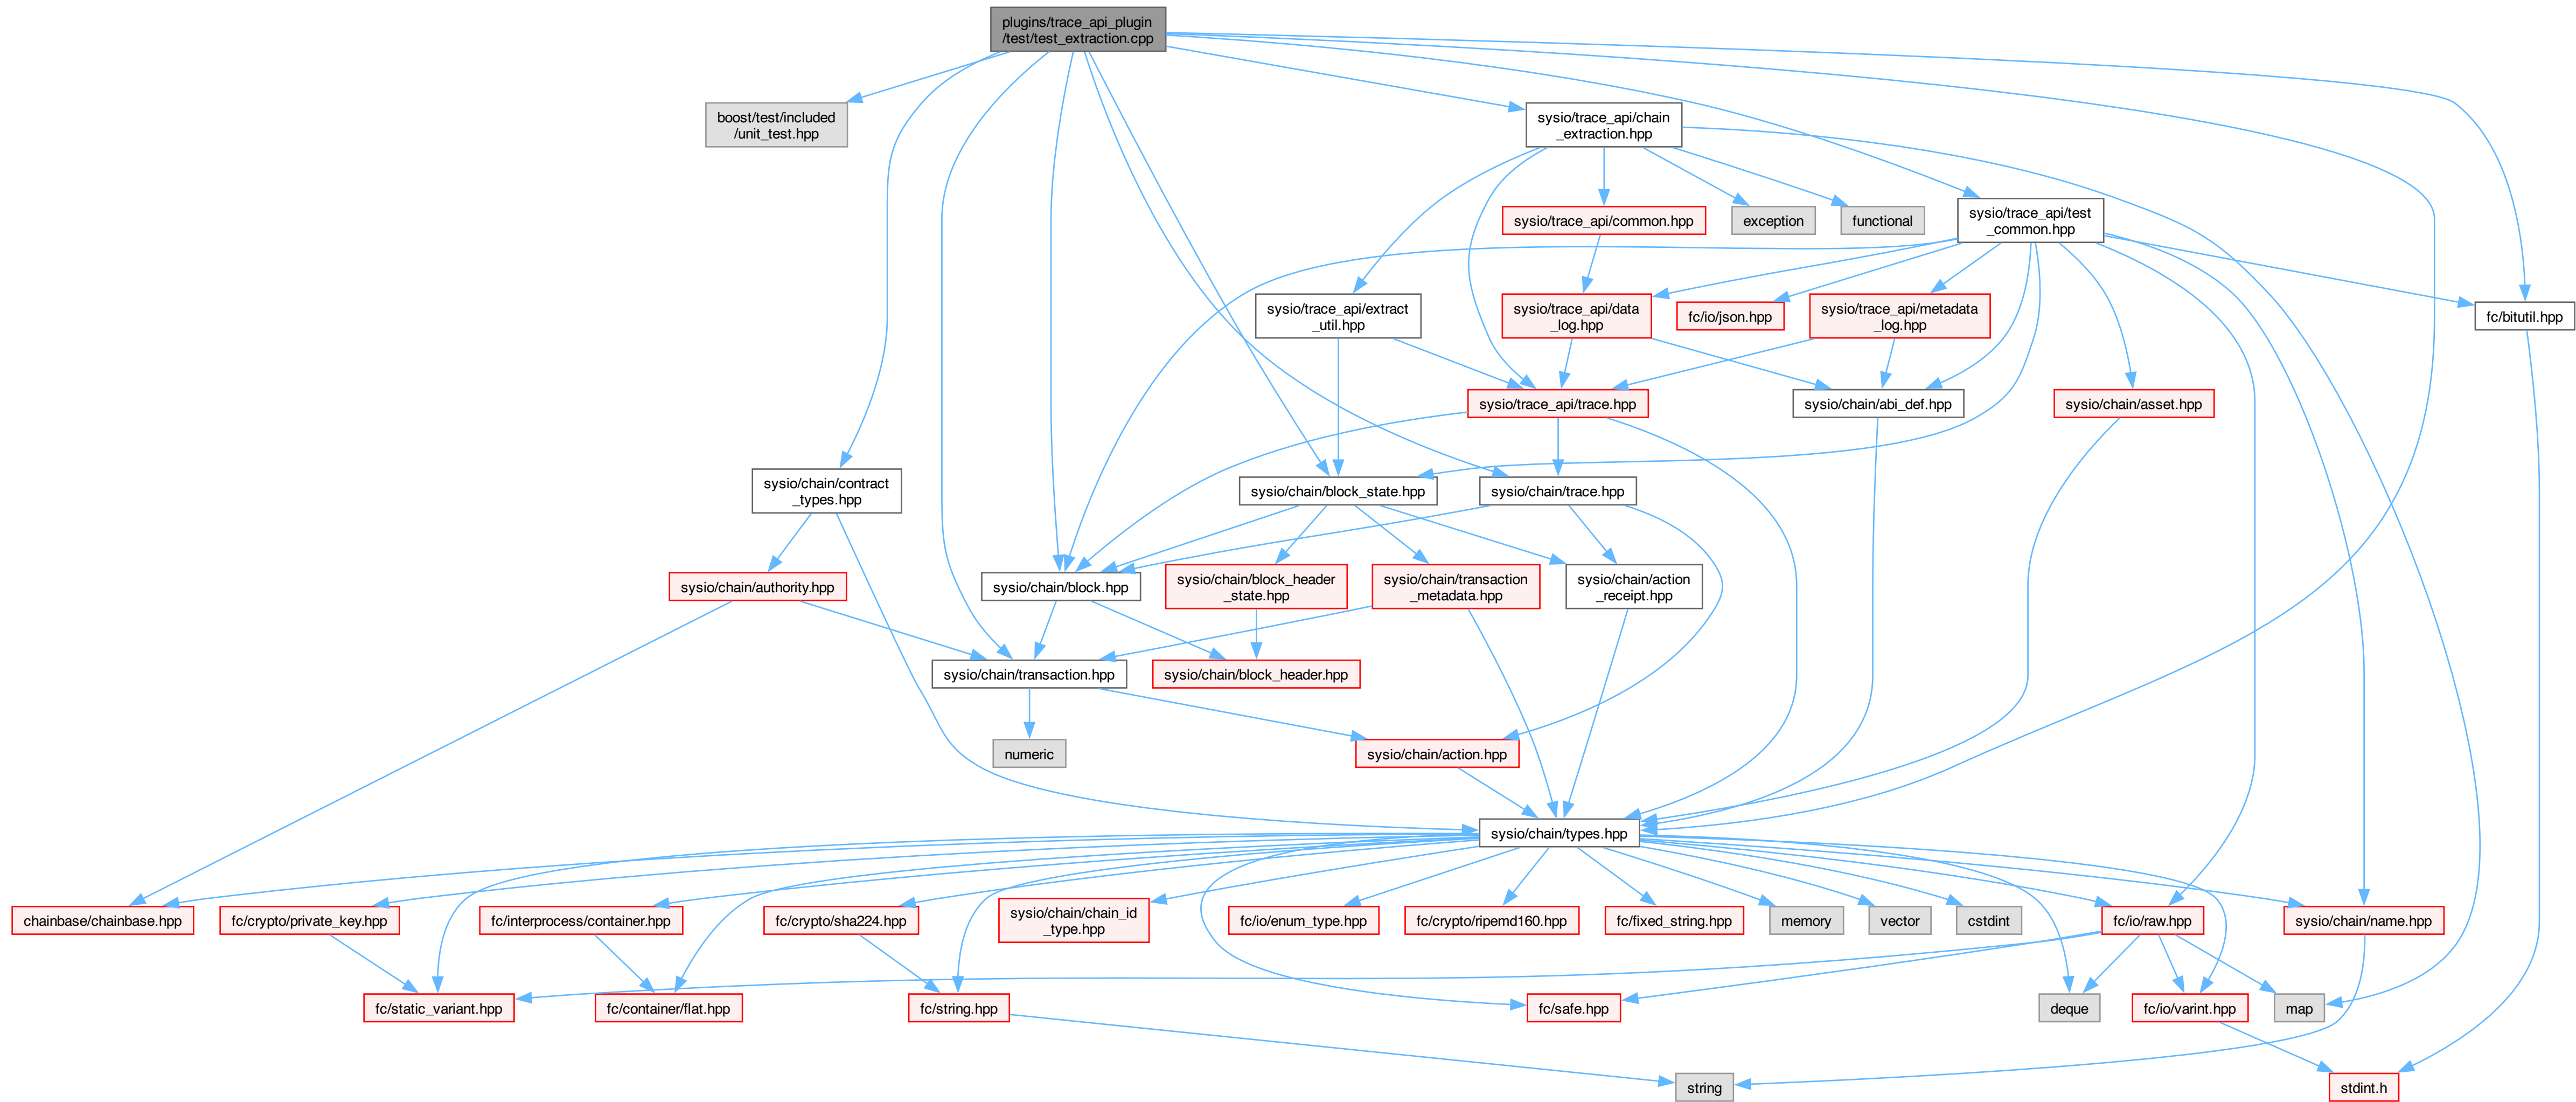 plugins/trace_api_plugin
/test/test_extraction.cpp
boost/test/included
/unit_test.hpp
sysio/trace_api/chain
_extraction.hpp
sysio/trace_api/common.hpp
exception
functional
sysio/trace_api/test
_common.hpp
sysio/trace_api/extract
_util.hpp
sysio/trace_api/data
_log.hpp
fc/io/json.hpp
sysio/trace_api/metadata
_log.hpp
fc/bitutil.hpp
sysio/trace_api/trace.hpp
sysio/chain/abi_def.hpp
sysio/chain/asset.hpp
sysio/chain/contract
_types.hpp
sysio/chain/block_state.hpp
sysio/chain/trace.hpp
sysio/chain/authority.hpp
sysio/chain/block.hpp
sysio/chain/block_header
_state.hpp
sysio/chain/transaction
_metadata.hpp
sysio/chain/action
_receipt.hpp
sysio/chain/transaction.hpp
sysio/chain/block_header.hpp
numeric
sysio/chain/action.hpp
sysio/chain/types.hpp
chainbase/chainbase.hpp
fc/crypto/private_key.hpp
fc/interprocess/container.hpp
fc/crypto/sha224.hpp
sysio/chain/chain_id
_type.hpp
fc/io/enum_type.hpp
fc/crypto/ripemd160.hpp
fc/fixed_string.hpp
memory
vector
cstdint
fc/io/raw.hpp
sysio/chain/name.hpp
fc/static_variant.hpp
fc/container/flat.hpp
fc/string.hpp
fc/safe.hpp
deque
fc/io/varint.hpp
map
string
stdint.h